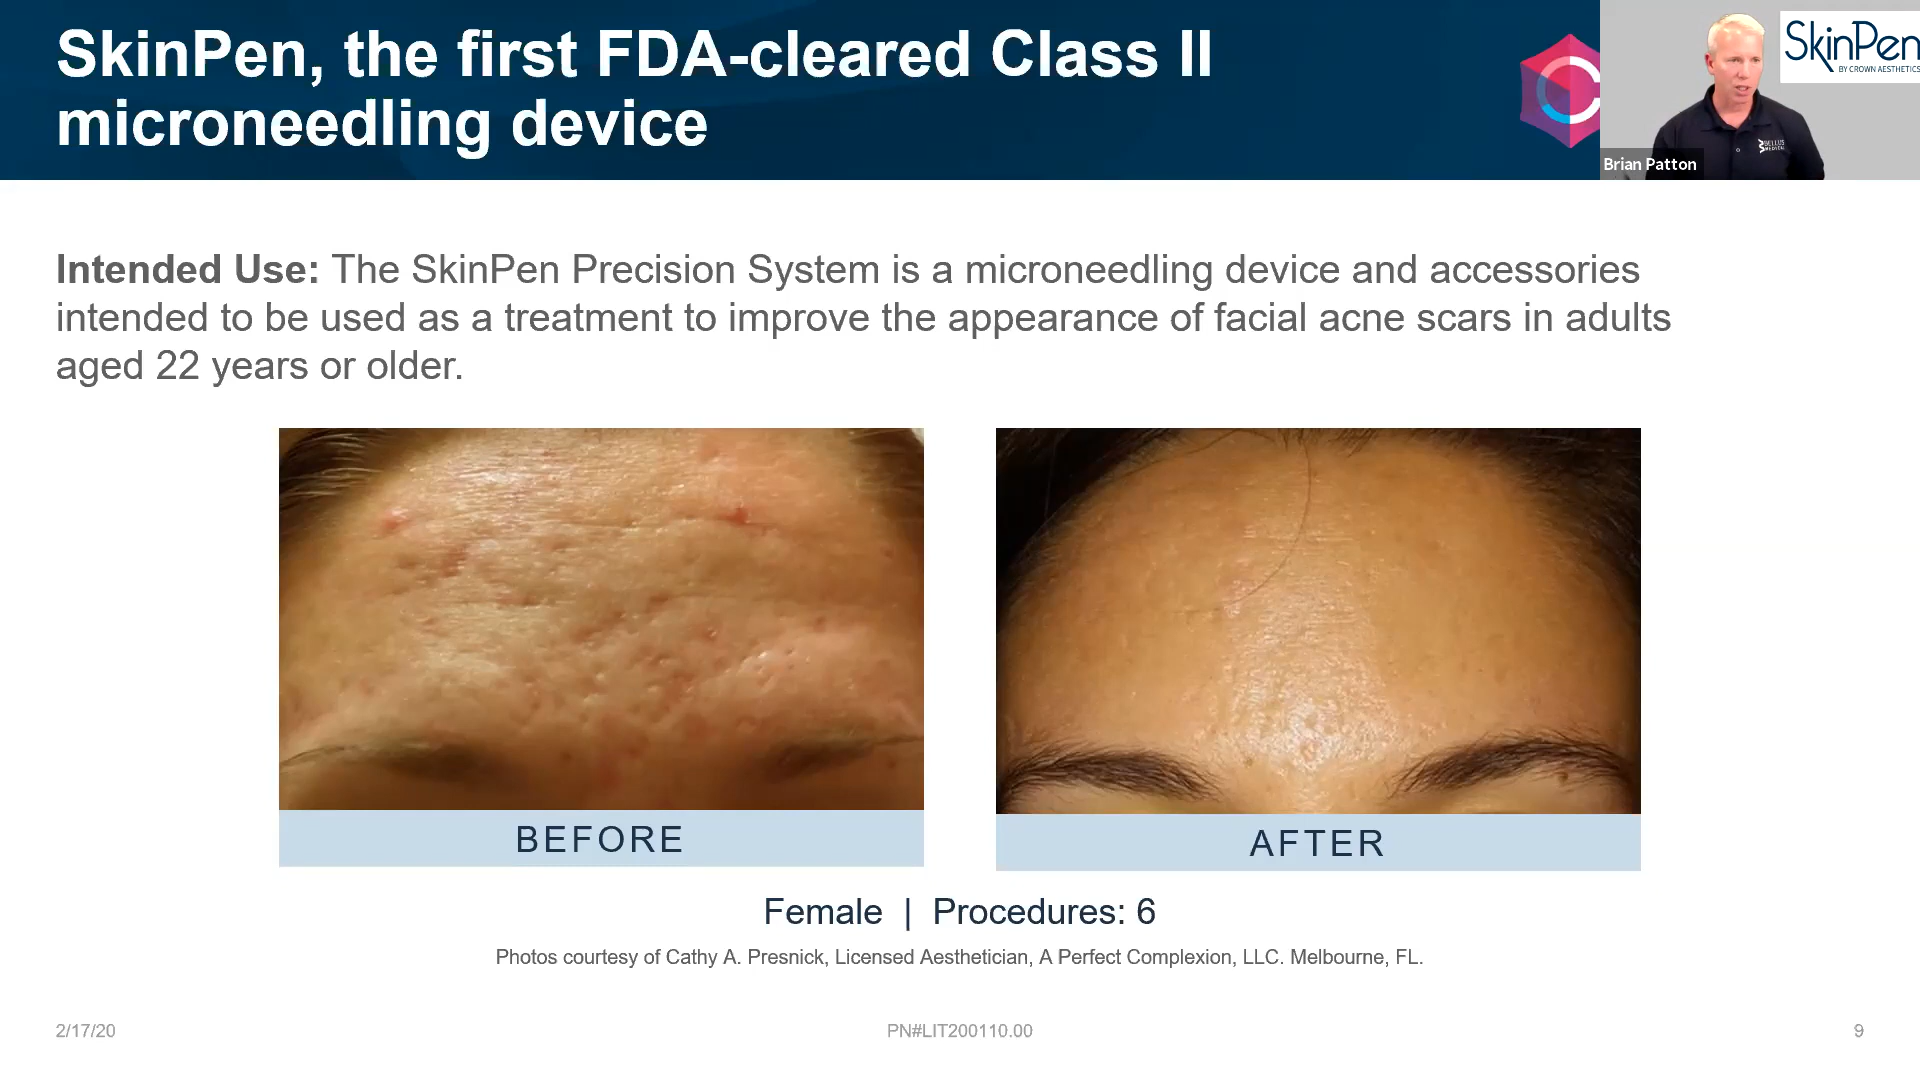 SkinPen, the first FDA-cleared Class II
microneedling device
SkinPen
BY CROWN AESTHETICS
BELLUS
MEDICAL
Brian Patton
Intended Use: The SkinPen Precision System is a microneedling device and accessories
intended to be used as a treatment to improve the appearance of facial acne scars in adults
aged 22 years or older.
BEFORE
AFTER
Female | Procedures: 6
Photos courtesy of Cathy A. Presnick, Licensed Aesthetician, A Perfect Complexion, LLC. Melbourne, FL.
2/17/20
PN#LIT200110.00
9